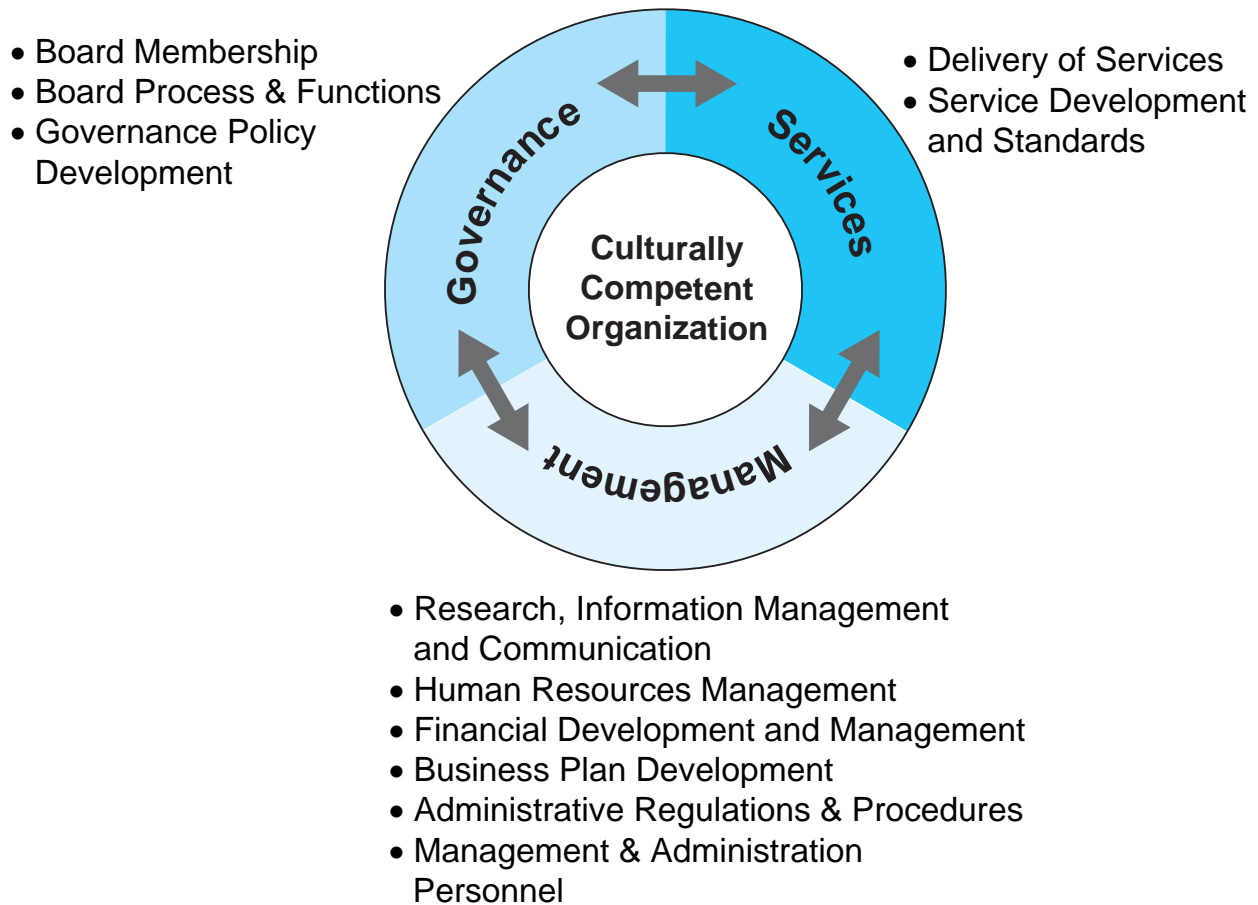 • Board Membership
• Board Process & Functions
• Governance Policy
Development
• Delivery of Services
• Service Development
and Standards
Governance
Services
Culturally
Competent
Organization
Management
• Research, Information Management
and Communication
• Human Resources Management
• Financial Development and Management
• Business Plan Development
• Administrative Regulations & Procedures
• Management & Administration
Personnel